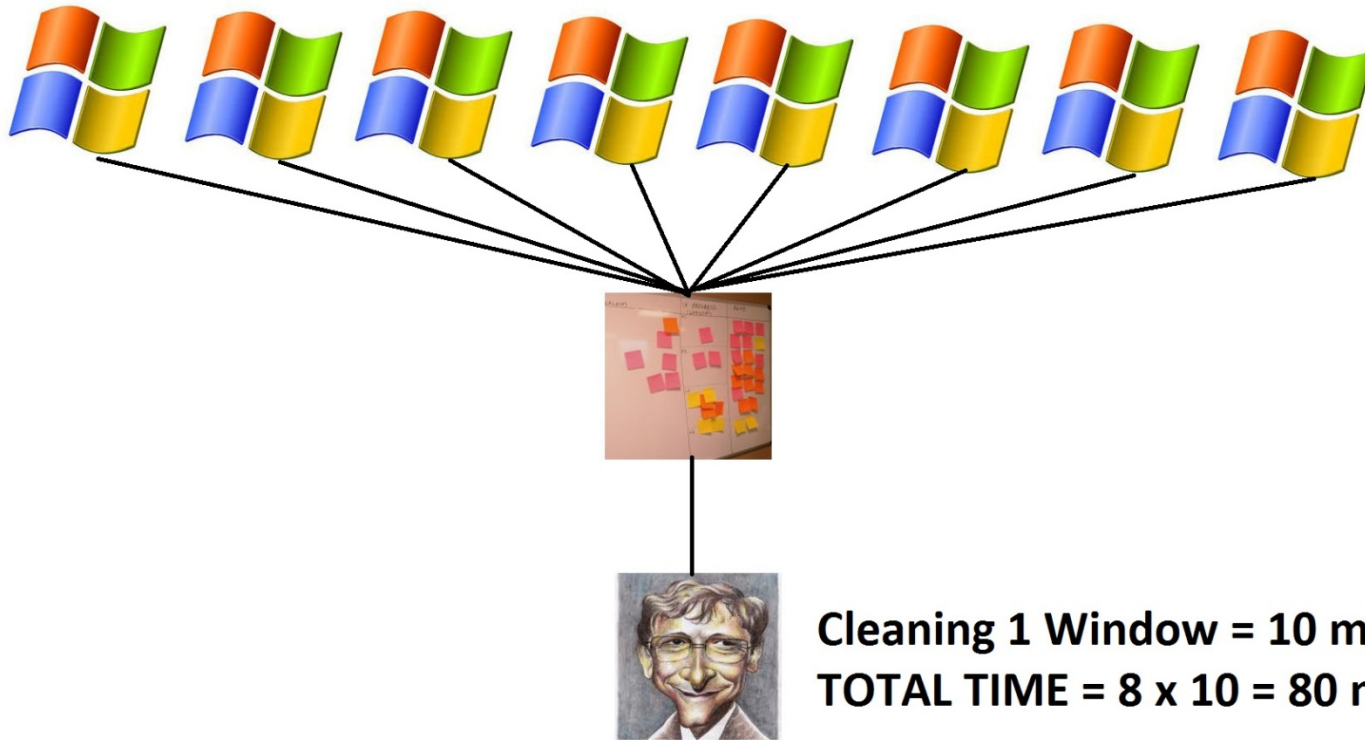 Cleaning 1 Window = 10 m
TOTAL TIME = 8 x 10 = 80